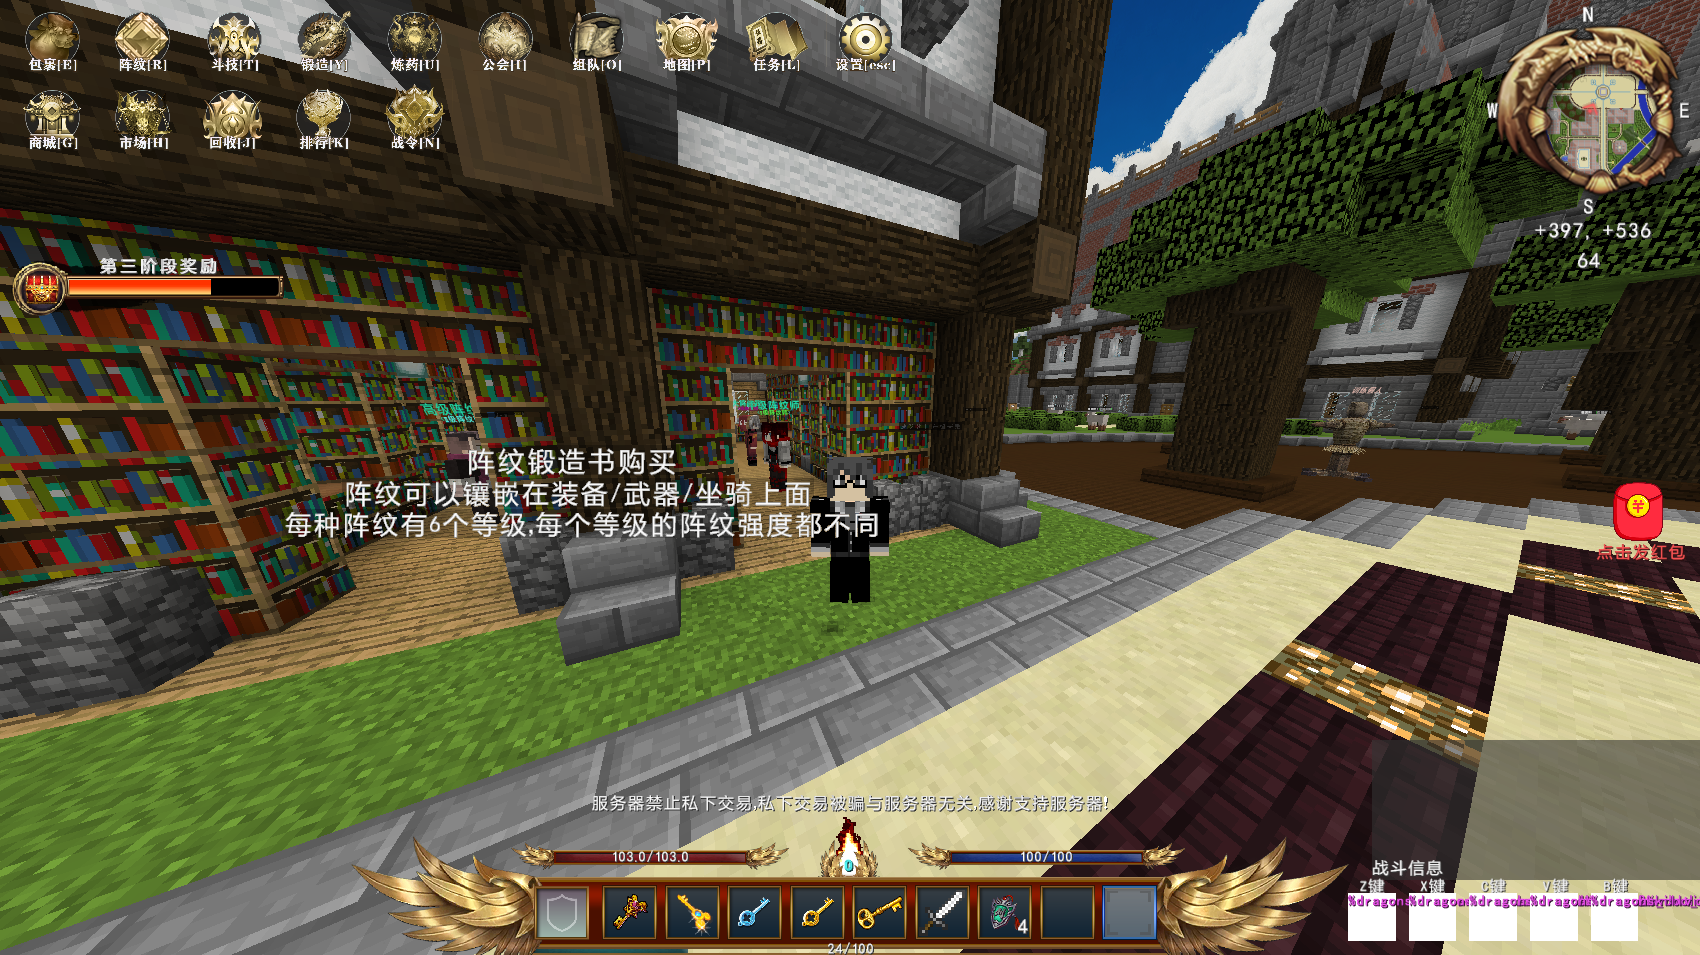 包裹[E] 阵纹[R] 斗技[T] 锻造[Y] 炼药[U] 公会[I] 组队[O] 地图[P] 任务[L] 设置[esc]
商城[G] 市场[H] 回收[J] 排行[K] 战令[N]
N
W
E
S
+397, +536
64
第三阶段奖励
阵纹锻造书购买
阵纹可以镶嵌在装备/武器/坐骑上面
每种阵纹有6个等级,每个等级的阵纹强度都不同
点击发红包
服务器禁止私下交易,私下交易被骗与服务器无关,感谢支持服务器!
103.0/103.0
0
100/100
4
24/100
战斗信息
Z键 X键 C键 V键 B键